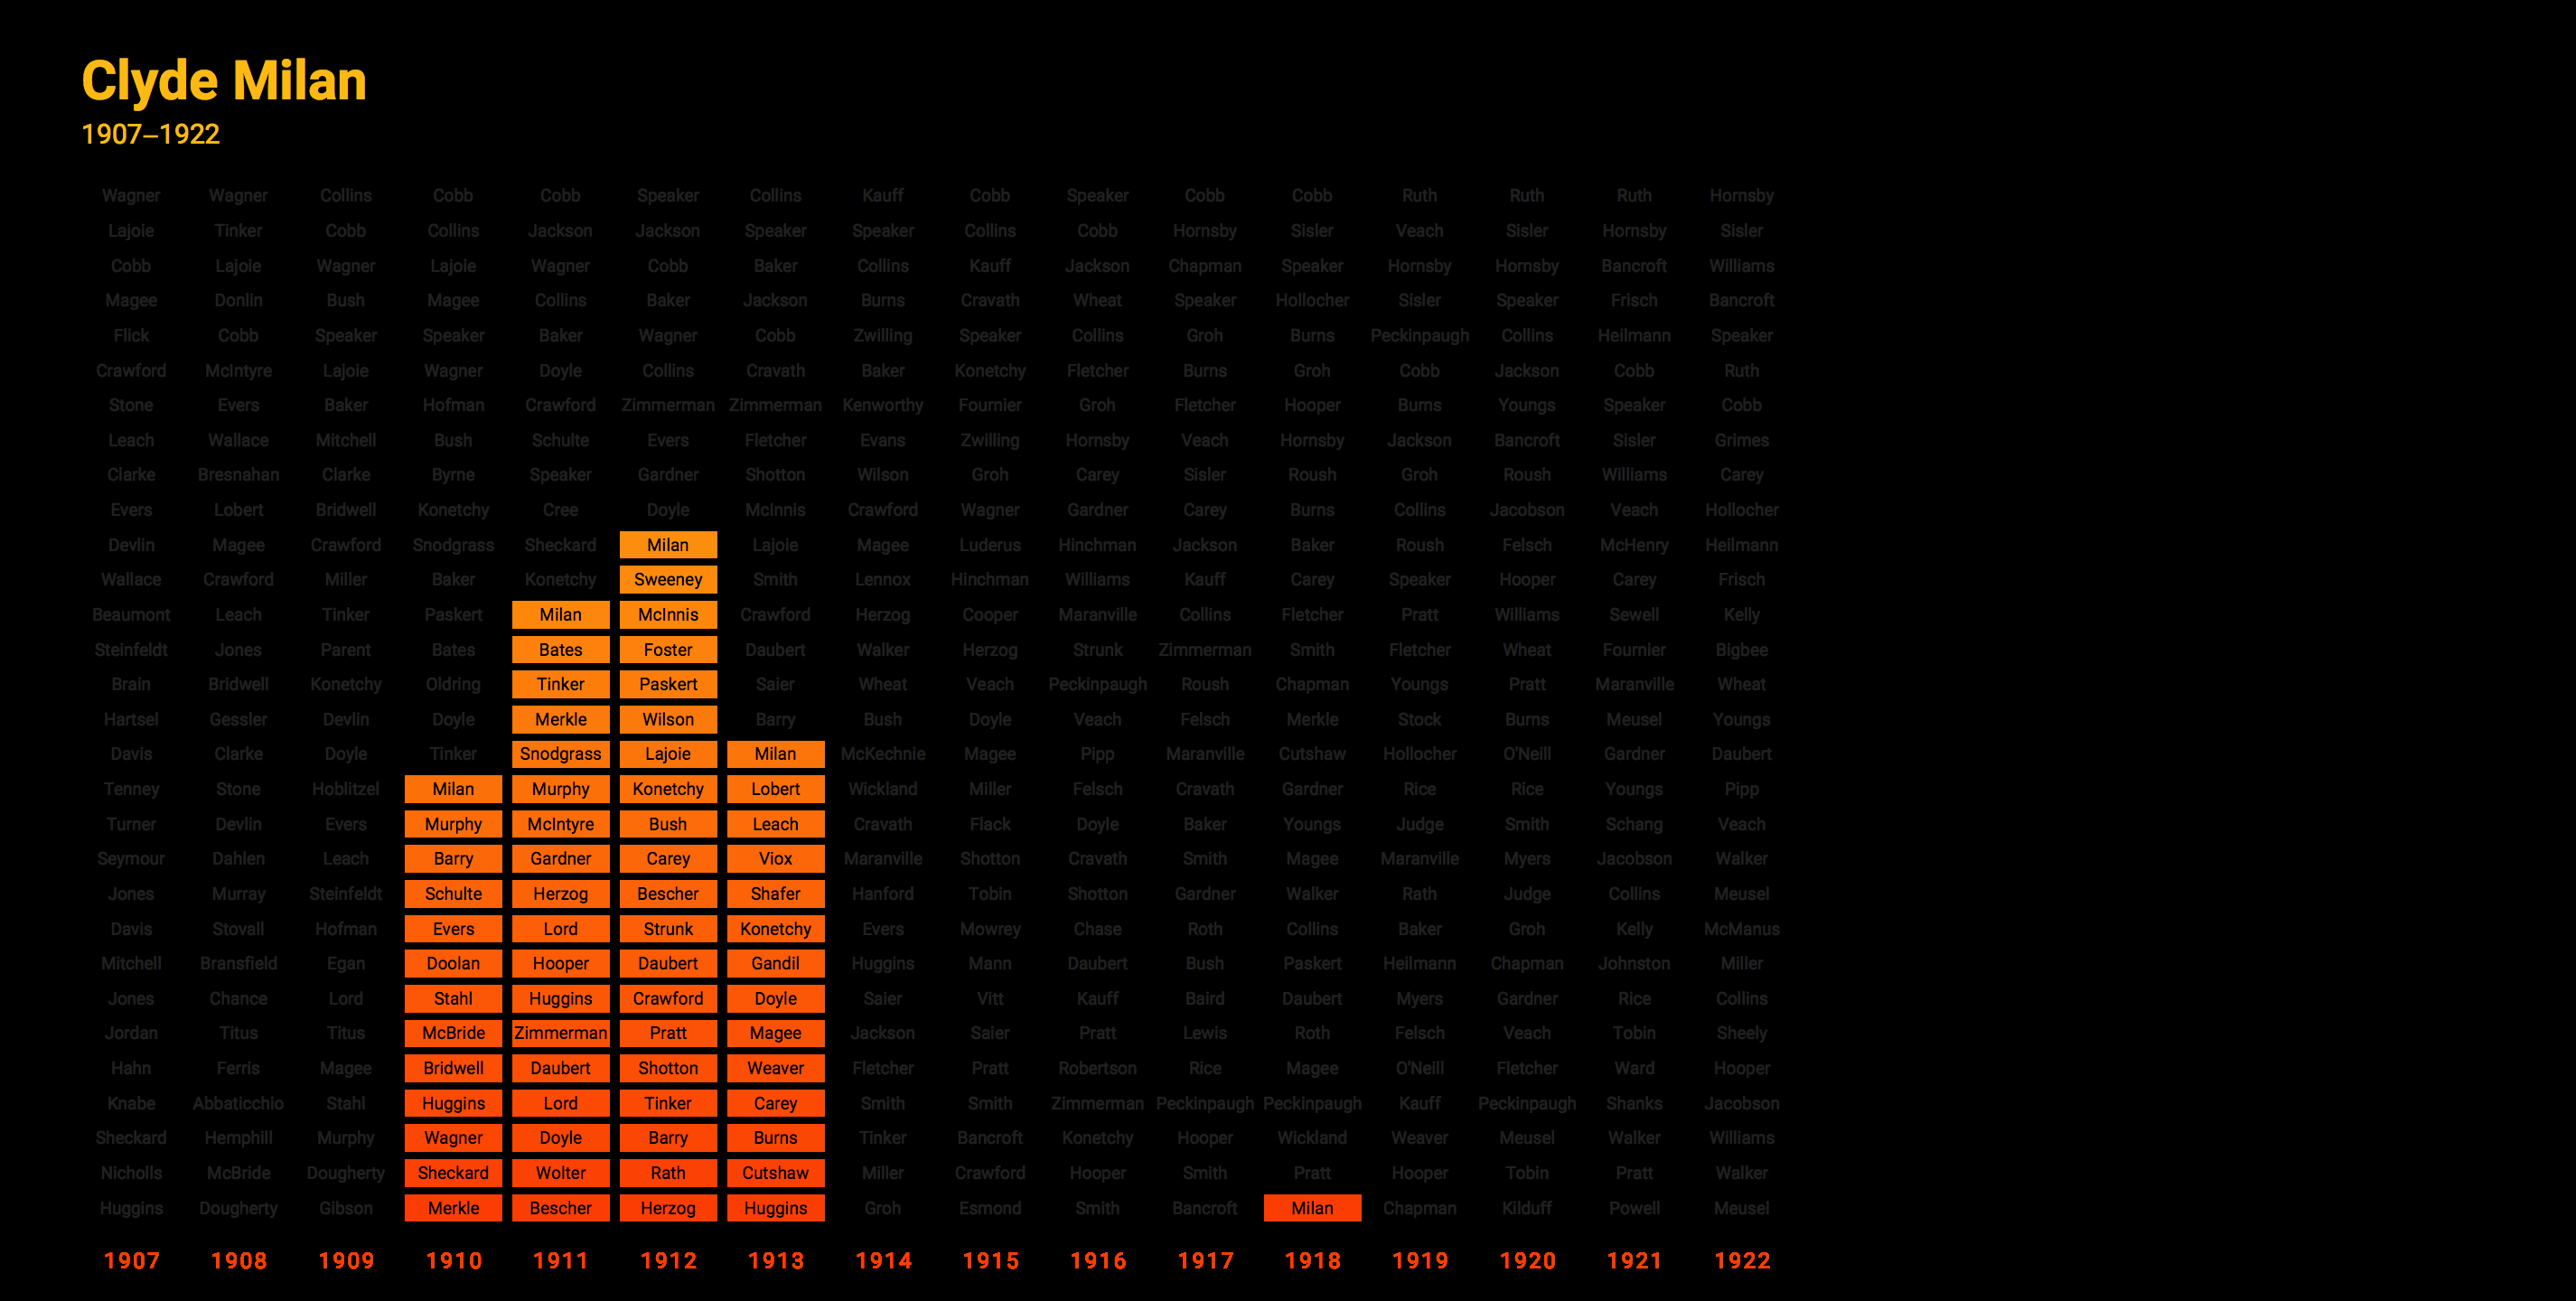 Clyde Milan
1907–1922
Wagner Wagner Collins Cobb Cobb Speaker Collins Kauff Cobb Speaker Cobb Cobb Ruth Ruth Ruth Hornsby
Lajoie Tinker Cobb Collins Jackson Jackson Speaker Speaker Collins Cobb Hornsby Sisler Veach Sisler Hornsby Sisler
Cobb Lajoie Wagner Lajoie Wagner Cobb Baker Collins Kauff Jackson Chapman Speaker Hornsby Hornsby Bancroft Williams
Magee Donlin Bush Magee Collins Baker Jackson Burns Cravath Wheat Speaker Hollocher Sisler Speaker Frisch Bancroft
Flick Cobb Speaker Speaker Baker Wagner Cobb Zwilling Speaker Collins Groh Burns Peckinpaugh Collins Heilmann Speaker
Crawford McIntyre Lajoie Wagner Doyle Collins Cravath Baker Konetchy Fletcher Burns Groh Cobb Jackson Cobb Ruth
Stone Evers Baker Hofman Crawford Zimmerman Zimmerman Kenworthy Fournier Groh Fletcher Hooper Burns Youngs Speaker Cobb
Leach Wallace Mitchell Bush Schulte Evers Fletcher Evans Zwilling Hornsby Veach Hornsby Jackson Bancroft Sisler Grimes
Clarke Bresnahan Clarke Byrne Speaker Gardner Shotton Wilson Groh Carey Sisler Roush Groh Roush Williams Carey
Evers Lobert Bridwell Konetchy Cree Doyle McInnis Crawford Wagner Gardner Carey Burns Collins Jacobson Veach Hollocher
Devlin Magee Crawford Snodgrass Sheckard Milan Lajoie Magee Luderus Hinchman Jackson Baker Roush Felsch McHenry Heilmann
Wallace Crawford Miller Baker Konetchy Sweeney Smith Lennox Hinchman Williams Kauff Carey Speaker Hooper Carey Frisch
Beaumont Leach Tinker Paskert Milan McInnis Crawford Herzog Cooper Maranville Collins Fletcher Pratt Williams Sewell Kelly
Steinfeldt Jones Parent Bates Bates Foster Daubert Walker Herzog Strunk Zimmerman Smith Fletcher Wheat Fournier Bigbee
Brain Bridwell Konetchy Oldring Tinker Paskert Saier Wheat Veach Peckinpaugh Roush Chapman Youngs Pratt Maranville Wheat
Hartsel Gessler Devlin Doyle Merkle Wilson Barry Bush Doyle Veach Felsch Merkle Stock Burns Meusel Youngs
Davis Clarke Doyle Tinker Snodgrass Lajoie Milan McKechnie Magee Pipp Maranville Cutshaw Hollocher O'Neill Gardner Daubert
Tenney Stone Hoblitzel Milan Murphy Konetchy Lobert Wickland Miller Felsch Cravath Gardner Rice Rice Youngs Pipp
Turner Devlin Evers Murphy McIntyre Bush Leach Cravath Flack Doyle Baker Youngs Judge Smith Schang Veach
Seymour Dahlen Leach Barry Gardner Carey Viox Maranville Shotton Cravath Smith Magee Maranville Myers Jacobson Walker
Jones Murray Steinfeldt Schulte Herzog Bescher Shafer Hanford Tobin Shotton Gardner Walker Rath Judge Collins Meusel
Davis Stovall Hofman Evers Lord Strunk Konetchy Evers Mowrey Chase Roth Collins Baker Groh Kelly McManus
Mitchell Bransfield Egan Doolan Hooper Daubert Gandil Huggins Mann Daubert Bush Paskert Heilmann Chapman Johnston Miller
Jones Chance Lord Stahl Huggins Crawford Doyle Saier Vitt Kauff Baird Daubert Myers Gardner Rice Collins
Jordan Titus Titus McBride Zimmerman Pratt Magee Jackson Saier Pratt Lewis Roth Felsch Veach Tobin Sheely
Hahn Ferris Magee Bridwell Daubert Shotton Weaver Fletcher Pratt Robertson Rice Magee O'Neill Fletcher Ward Hooper
Knabe Abbaticchio Stahl Huggins Lord Tinker Carey Smith Smith Zimmerman Peckinpaugh Peckinpaugh Kauff Peckinpaugh Shanks Jacobson
Sheckard Hemphill Murphy Wagner Doyle Barry Burns Tinker Bancroft Konetchy Hooper Wickland Weaver Meusel Walker Williams
Nicholls McBride Dougherty Sheckard Wolter Rath Cutshaw Miller Crawford Hooper Smith Pratt Hooper Tobin Pratt Walker
Huggins Dougherty Gibson Merkle Bescher Herzog Huggins Groh Esmond Smith Bancroft Milan Chapman Kilduff Powell Meusel
1907 1908 1909 1910 1911 1912 1913 1914 1915 1916 1917 1918 1919 1920 1921 1922